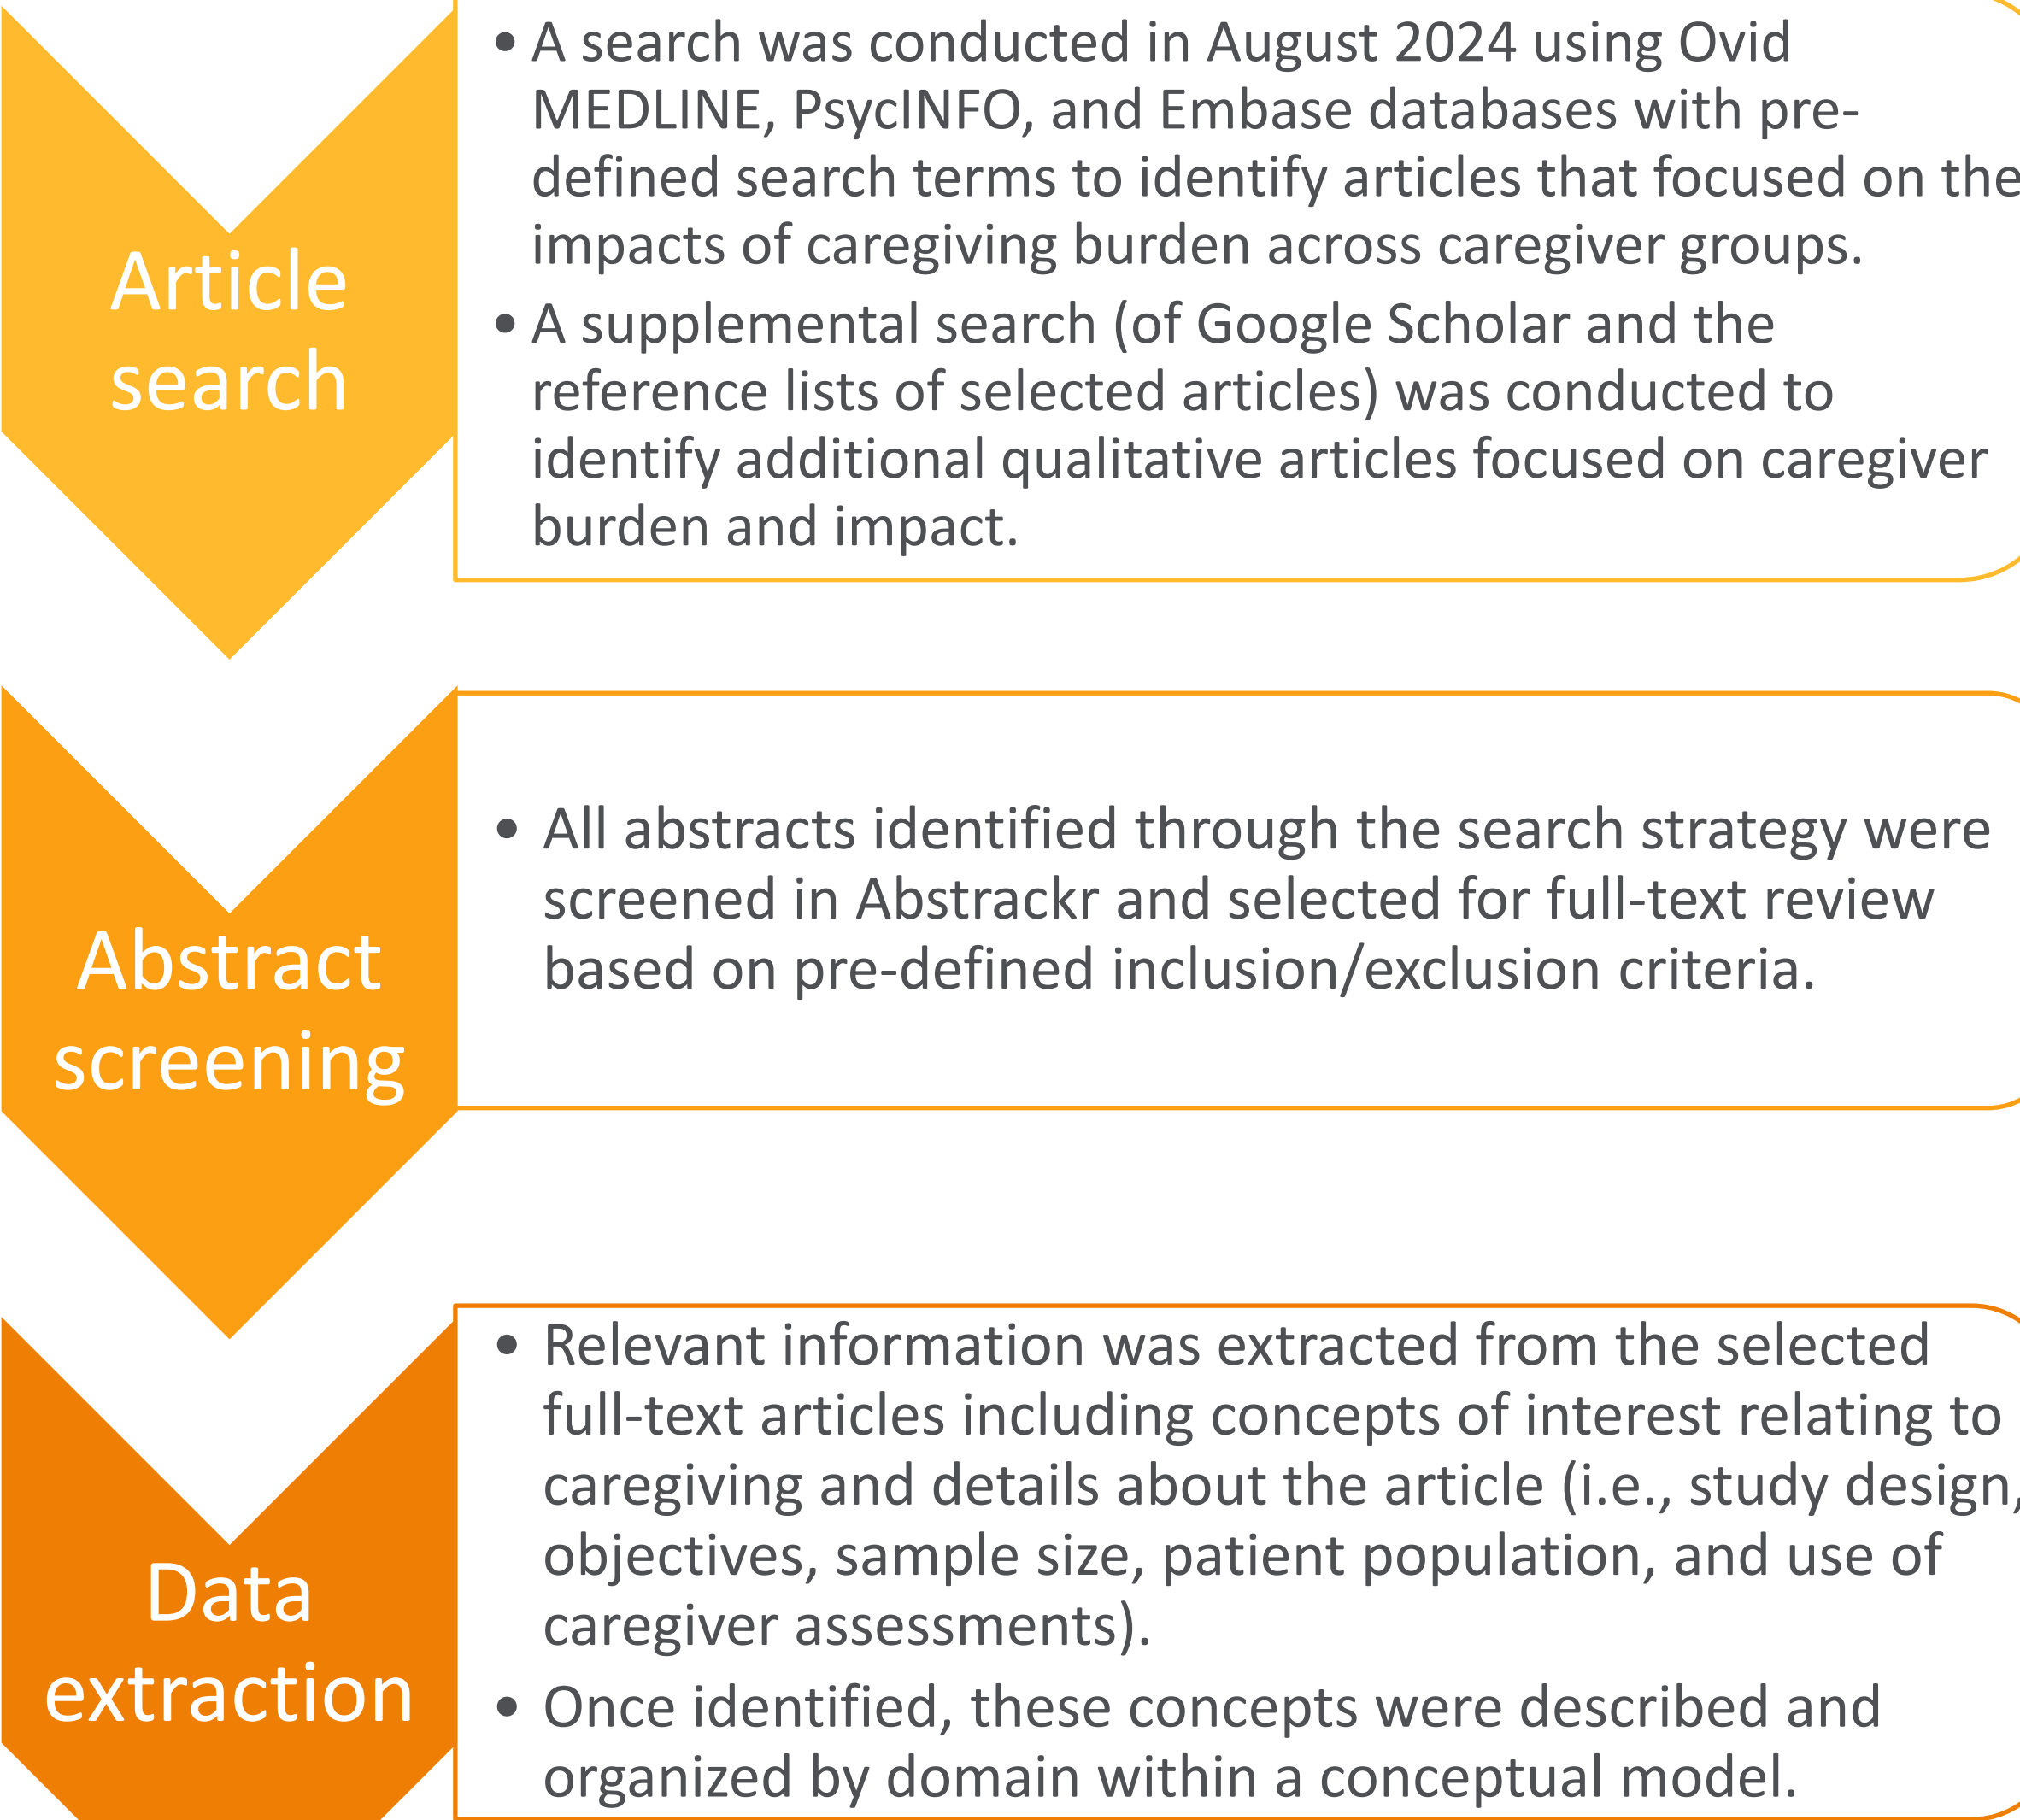 Article
search
• A search was conducted in August 2024 using Ovid
MEDLINE, PsycINFO, and Embase databases with pre-
defined search terms to identify articles that focused on the
impacts of caregiving burden across caregiver groups.
• A supplemental search (of Google Scholar and the
reference lists of selected articles) was conducted to
identify additional qualitative articles focused on caregiver
burden and impact.
Abstract
screening
• All abstracts identified through the search strategy were
screened in Abstrackr and selected for full-text review
based on pre-defined inclusion/exclusion criteria.
Data
extraction
• Relevant information was extracted from the selected
full-text articles including concepts of interest relating to
caregiving and details about the article (i.e., study design,
objectives, sample size, patient population, and use of
caregiver assessments).
• Once identified, these concepts were described and
organized by domain within a conceptual model.